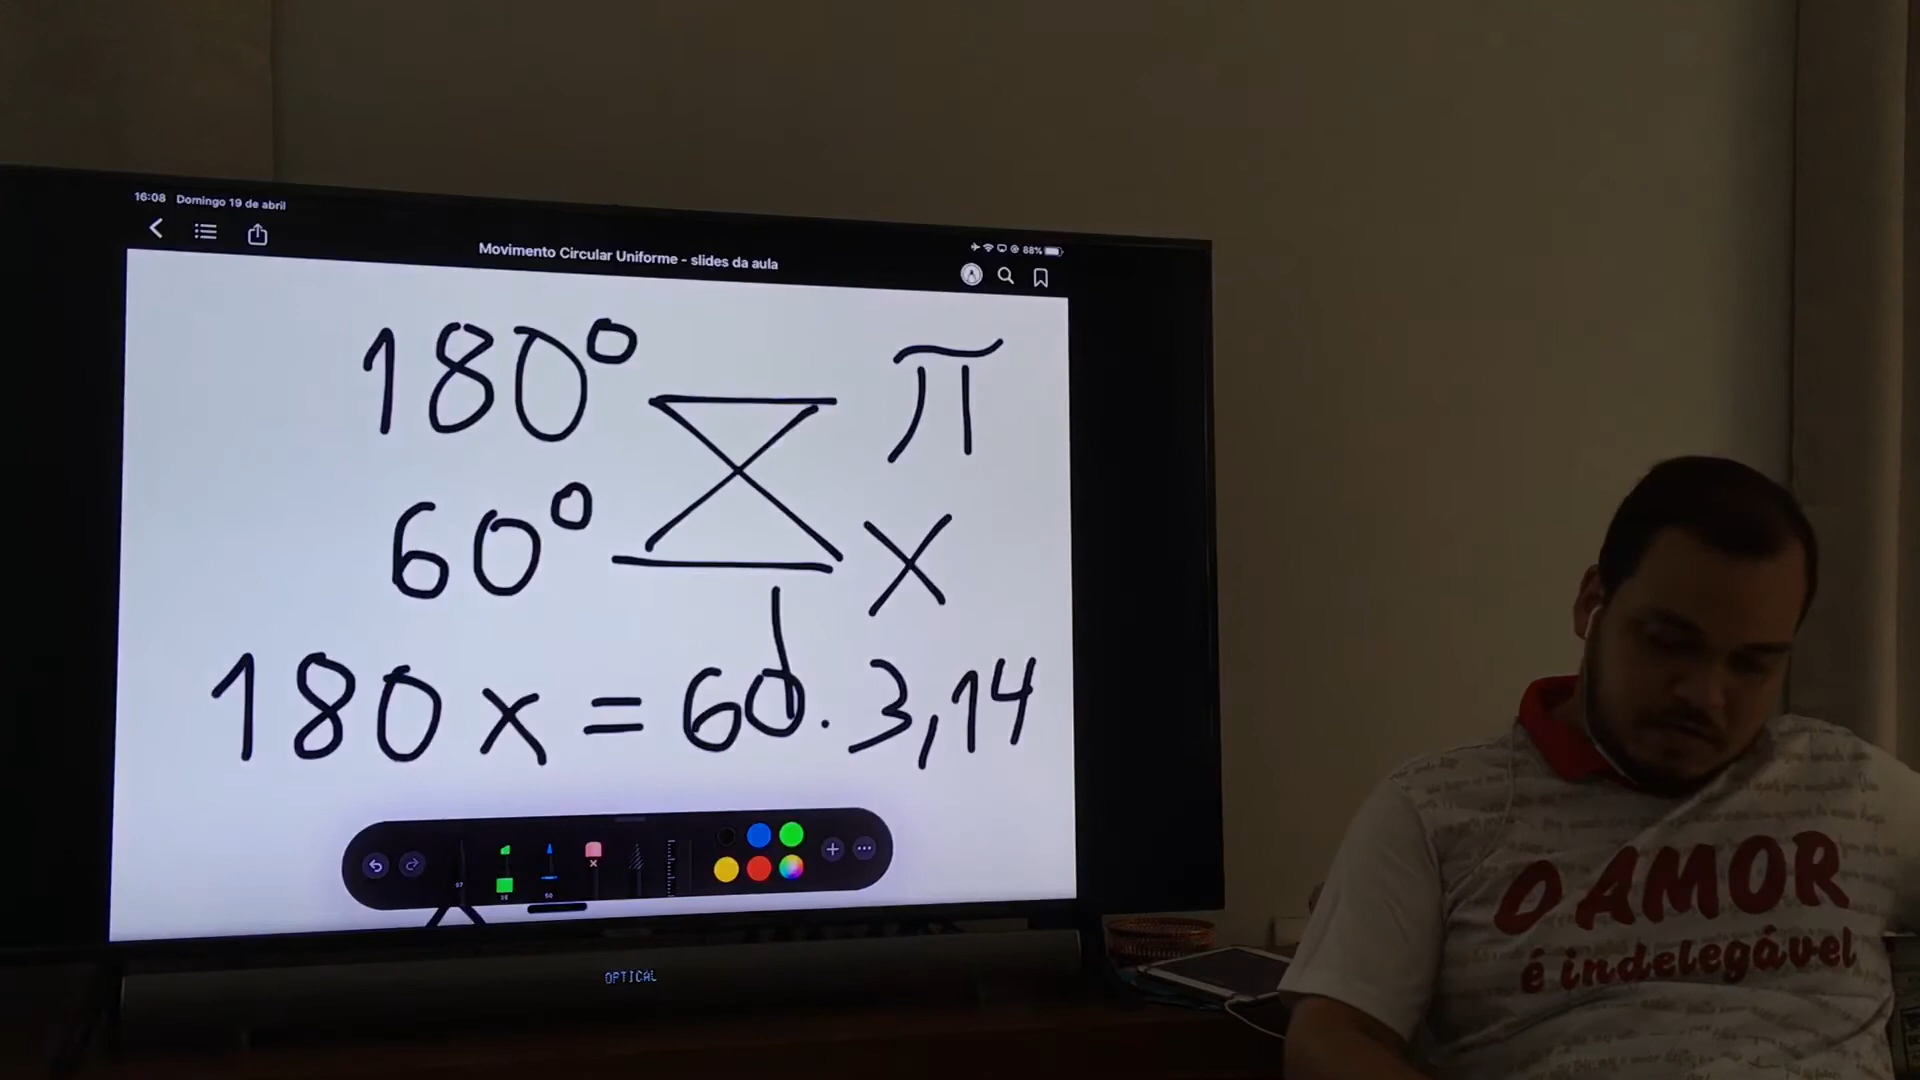 16:08 Domingo 19 de abril
Movimento Circular Uniforme - slides da aula
88%
180° π
60° x
180 x = 60 . 3,14
OPTICAL
O AMOR
é indelegável